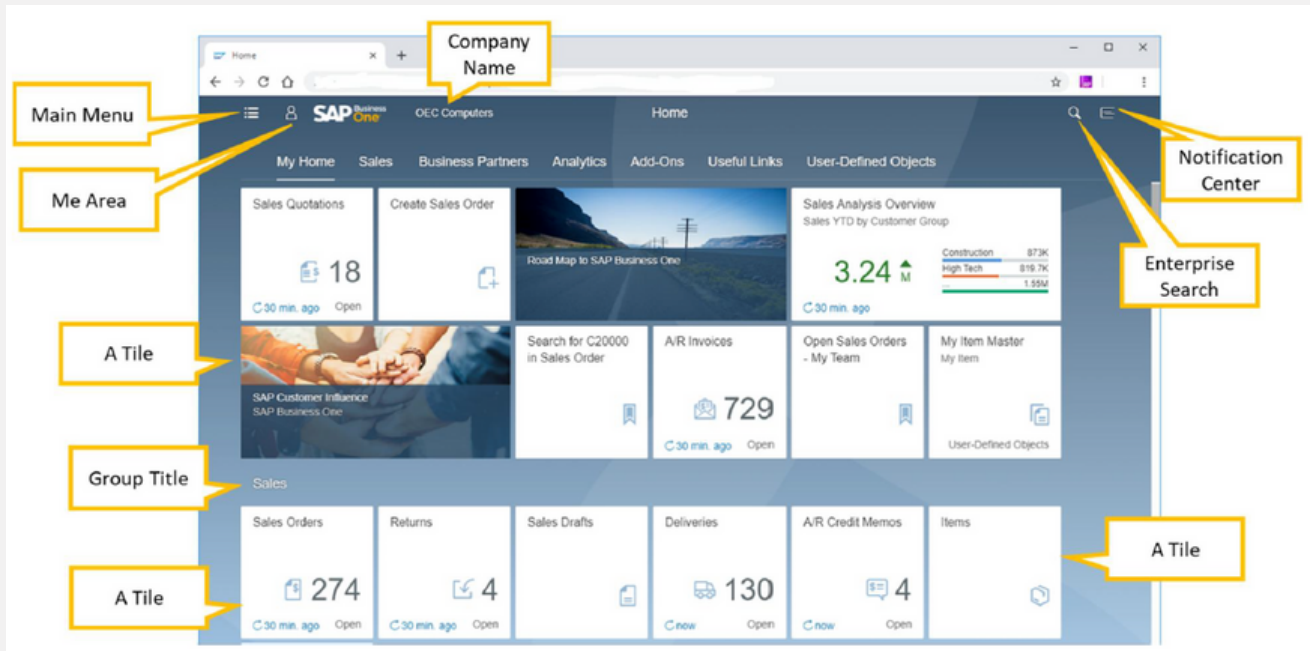 Company
Name
Home
Main Menu
SAP Business One
OEC Computers
Home
Me Area
Notification
Center
My Home Sales Business Partners Analytics Add-Ons Useful Links User-Defined Objects
Sales Quotations
18
30 min. ago Open
Create Sales Order
Road Map to SAP Business One
Sales Analysis Overview
Sales YTD by Customer Group
3.24 M
Construction 873K
High Tech 819.7K
... 1.55M
30 min. ago
Enterprise
Search
A Tile
SAP Customer Influence
SAP Business One
Search for C20000
in Sales Order
A/R Invoices
729
30 min. ago Open
Open Sales Orders
- My Team
My Item Master
My Item
User-Defined Objects
Group Title
Sales
Sales Orders
274
30 min. ago Open
Returns
4
30 min. ago Open
Sales Drafts
Deliveries
130
now Open
A/R Credit Memos
4
now Open
Items
A Tile
A Tile